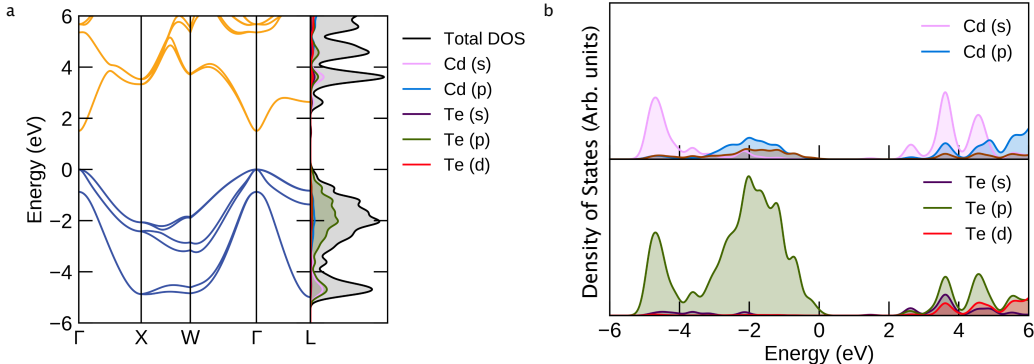 a
6
4
2
0
−2
−4
−6
Energy (eV)
Γ X W Γ L
Total DOS
Cd (s)
Cd (p)
Te (s)
Te (p)
Te (d)
b
Density of States (Arb. units)
Cd (s)
Cd (p)
Te (s)
Te (p)
Te (d)
−6 −4 −2 0 2 4 6
Energy (eV)